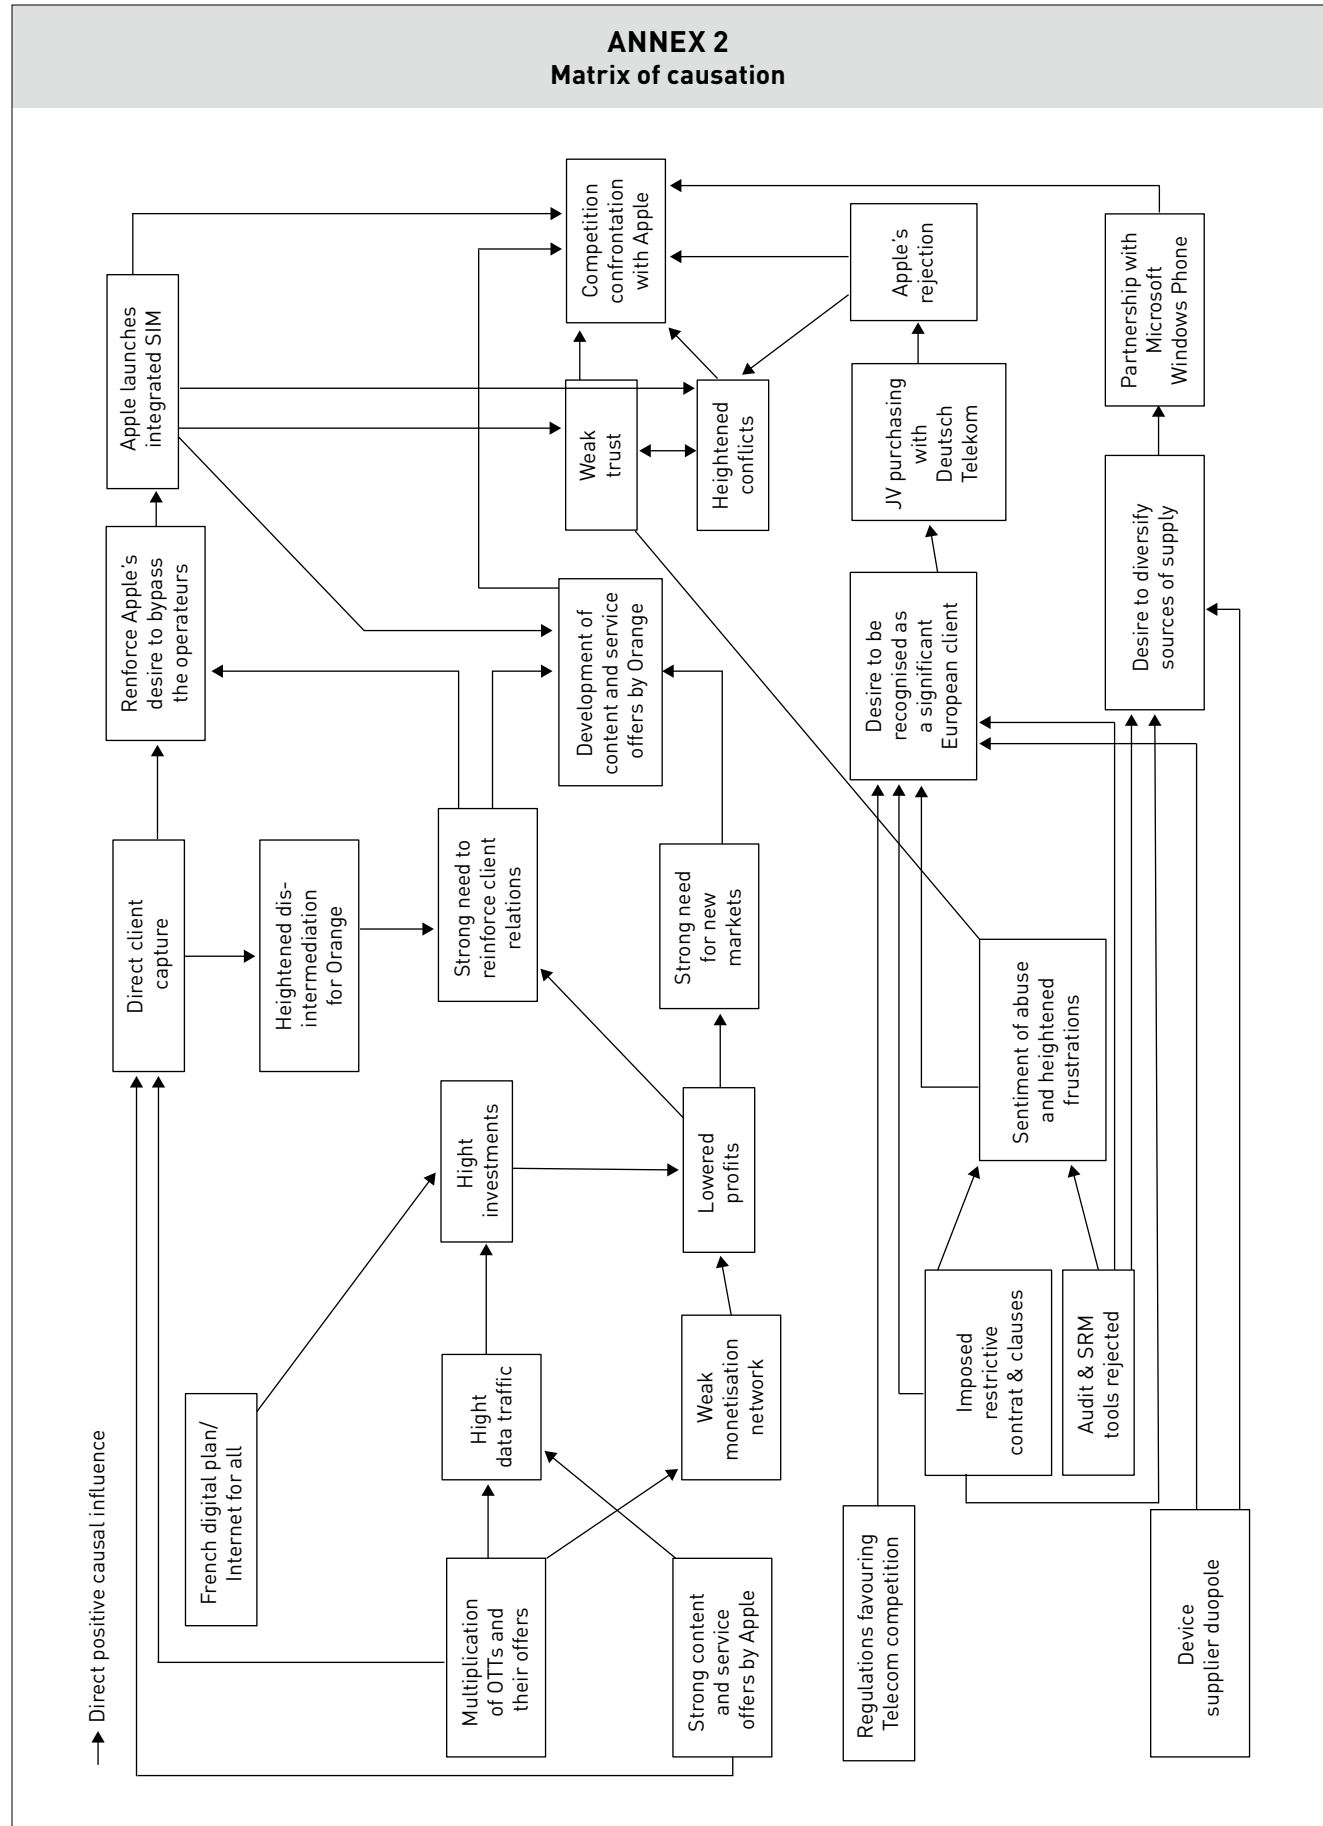 ANNEX 2
Matrix of causation
Direct positive causal influence
French digital plan/
Internet for all
Multiplication
of OTTs and
their offers
Strong content
and service
offers by Apple
Regulations favouring
Telecom competition
Device
supplier duopole
Hight
data traffic
Weak
monetisation
network
Imposed
restrictive
contrat & clauses
Audit & SRM
tools rejected
Hight
investments
Lowered
profits
Sentiment of abuse
and heightened
frustrations
Direct client
capture
Heightened dis-
intermediation
for Orange
Strong need to
reinforce client
relations
Strong need
for new
markets
Renforce Apple's
desire to bypass
the operateurs
Development of
content and service
offers by Orange
Desire to be
recognised as
a significant
European client
Desire to diversify
sources of supply
Apple launches
integrated SIM
Weak
trust
Heightened
conflicts
JV purchasing
with
Deutsch
Telekom
Partnership with
Microsoft
Windows Phone
Competition
confrontation
with Apple
Apple's
rejection